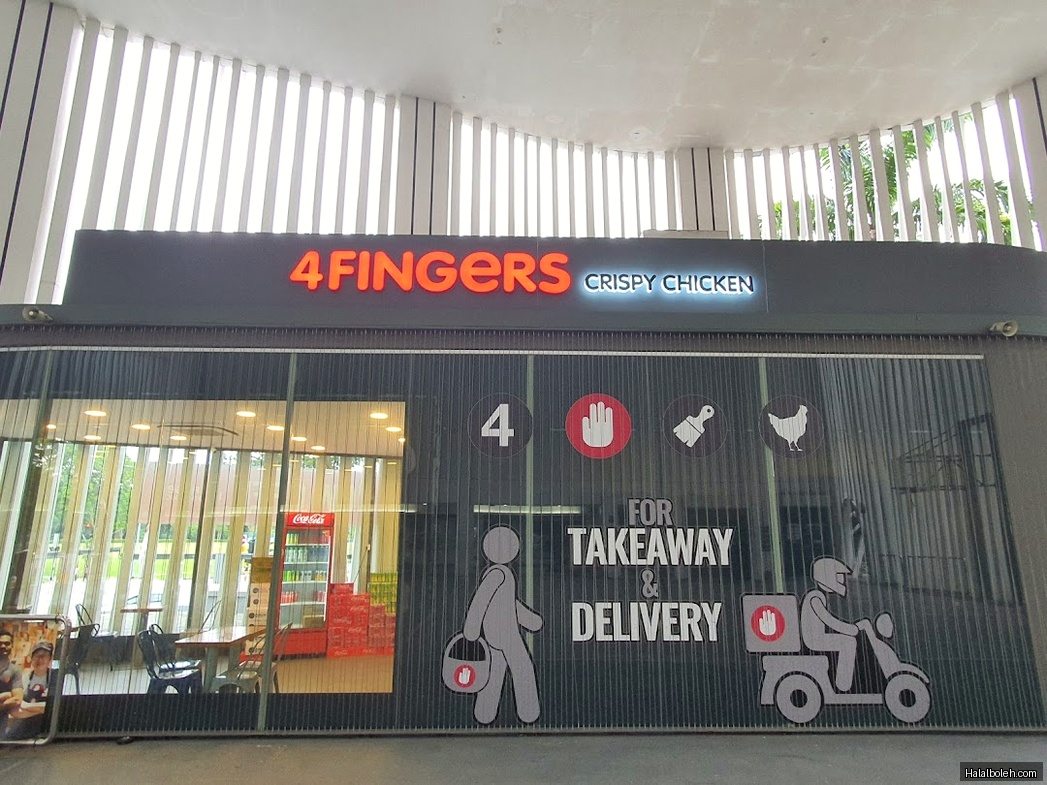 4FINGeRS CRISPY CHICKEN
4
FOR
TAKEAWAY
&
DELIVERY
Coca-Cola
Halalboleh.com